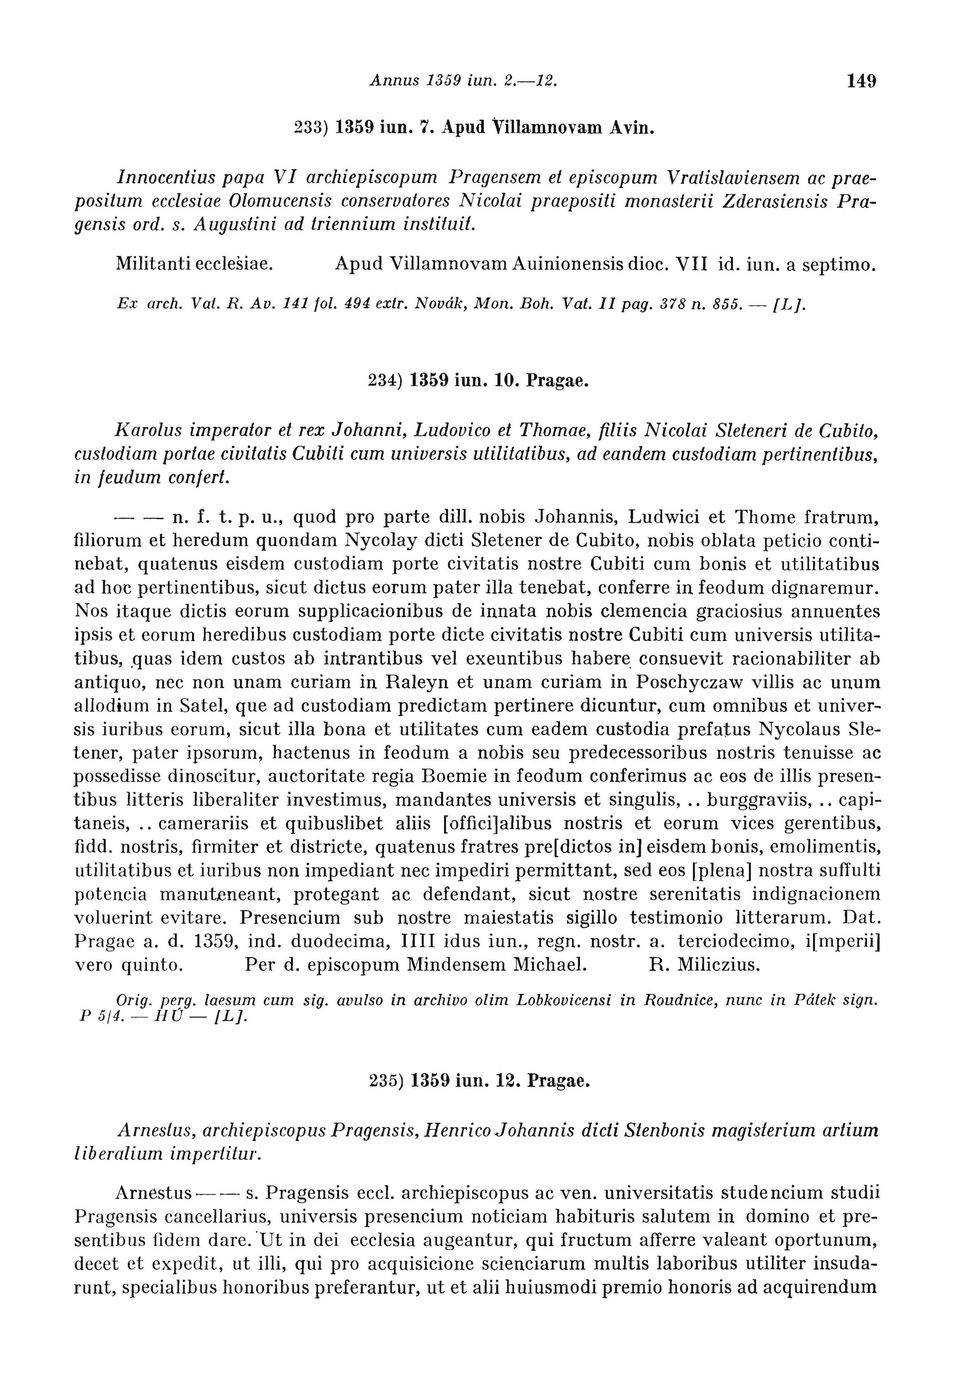 Annus 1359 iun. 2.—12. 149
233) 1359 iun. 7. Apud Villamnovam Avin.
Innocentius papa VI archiepiscopum Pragensem et episcopum Vratislaviensem ac prae-
positum ecclesiae Olomucensis conservatores Nicolai praepositi monasterii Zderasiensis Pra-
gensis ord. s. Augustini ad triennium instituit.
Militanti ecclesiae. Apud Villamnovam Auinionensis dioc. VII id. iun. a septimo.
Ex arch. Vat. R. Av. 141 fol. 494 extr. Novák, Mon. Boh. Vat. II pag. 378 n. 855. — [L].
234) 1359 iun. 10. Pragae.
Karolus imperator et rex Johanni, Ludovico et Thomae, filiis Nicolai Sleteneri de Cubito,
custodiam portae civitatis Cubiti cum universis utilitatibus, ad eandem custodiam pertinentibus,
in feudum confert.
— — n. f. t. p. u., quod pro parte dill. nobis Johannis, Ludwici et Thome fratrum,
filiorum et heredum quondam Nycolay dicti Sletener de Cubito, nobis oblata peticio conti-
nebat, quatenus eisdem custodiam porte civitatis nostre Cubiti cum bonis et utilitatibus
ad hoc pertinentibus, sicut dictus eorum pater illa tenebat, conferre in feodum dignaremur.
Nos itaque dictis eorum supplicacionibus de innata nobis clemencia graciosius annuentes
ipsis et eorum heredibus custodiam porte dicte civitatis nostre Cubiti cum universis utilita-
tibus, quas idem custos ab intrantibus vel exeuntibus habere consuevit racionabiliter ab
antiquo, nec non unam curiam in Raleyn et unam curiam in Poschyczaw villis ac unum
allodium in Satel, que ad custodiam predictam pertinere dicuntur, cum omnibus et univer-
sis iuribus eorum, sicut illa bona et utilitates cum eadem custodia prefatus Nycolaus Sle-
tener, pater ipsorum, hactenus in feodum a nobis seu predecessoribus nostris tenuisse ac
possedisse dinoscitur, auctoritate regia Boemie in feodum conferimus ac eos de illis presen-
tibus litteris liberaliter investimus, mandantes universis et singulis, .. burggraviis, .. capi-
taneis, .. camerariis et quibuslibet aliis [offici]alibus nostris et eorum vices gerentibus,
fidd. nostris, firmiter et districte, quatenus fratres pre[dictos in] eisdem bonis, emolimentis,
utilitatibus et iuribus non impediant nec impediri permittant, sed eos [plena] nostra suffulti
potencia manuteneant, protegant ac defendant, sicut nostre serenitatis indignacionem
voluerint evitare. Presencium sub nostre maiestatis sigillo testimonio litterarum. Dat.
Pragae a. d. 1359, ind. duodecima, IIII idus iun., regn. nostr. a. terciodecimo, i[mperii]
vero quinto. Per d. episcopum Mindensem Michael. R. Miliczius.
Orig. perg. laesum cum sig. avulso in archivo olim Lobkovicensi in Roudnice, nunc in Pátek sign.
P 5/4. — HÚ — [L].
235) 1359 iun. 12. Pragae.
Arnestus, archiepiscopus Pragensis, Henrico Johannis dicti Stenbonis magisterium artium
liberalium impertitur.
Arnestus — — s. Pragensis eccl. archiepiscopus ac ven. universitatis studencium studii
Pragensis cancellarius, universis presencium noticiam habituris salutem in domino et pre-
sentibus fidem dare. Ut in dei ecclesia augeantur, qui fructum afferre valeant oportunum,
decet et expedit, ut illi, qui pro acquisicione scienciarum multis laboribus utiliter insuda-
runt, specialibus honoribus preferantur, ut et alii huiusmodi premio honoris ad acquirendum